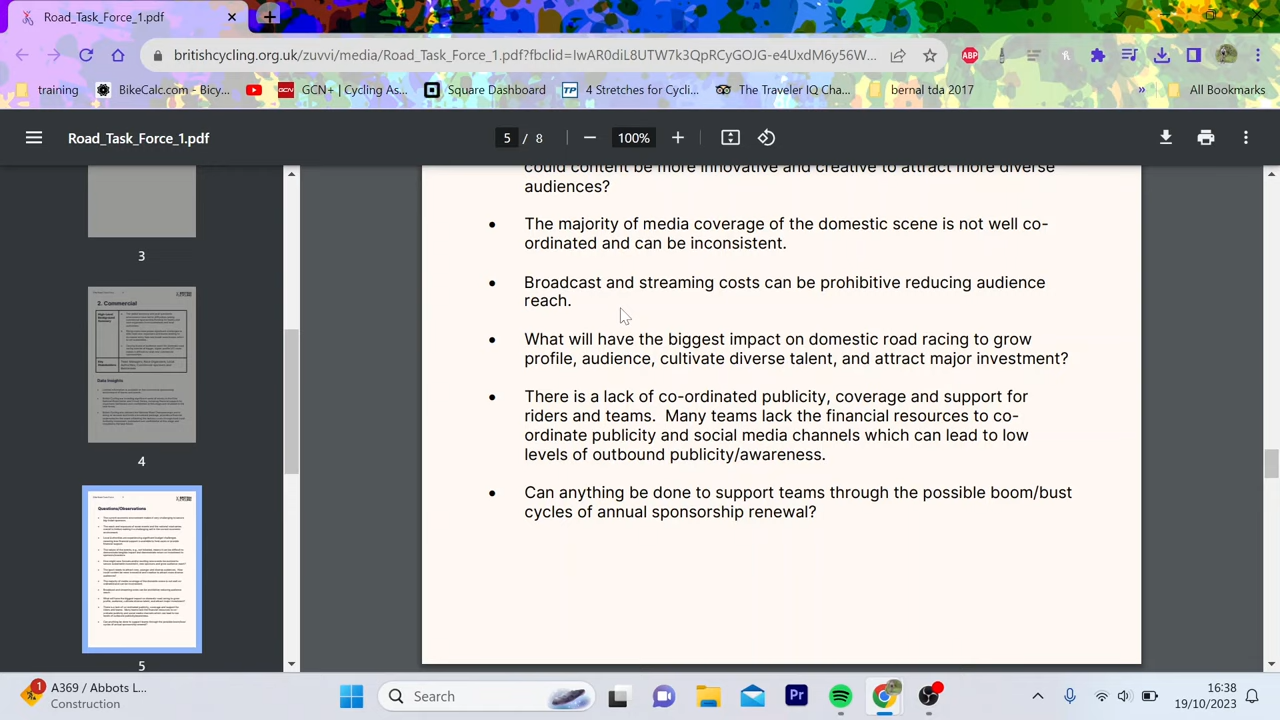 Road_Task_Force_1.pdf
britishcycling.org.uk/zuvvi/media/Road_Task_Force_1.pdf?fbclid=IwAR0diL8UTW7k3QpRCyGOJG-e4UxdM6y56W...
ABP
training
BikeCalc.com - Bicy...
GCN
GCN+ | Cycling As...
Square Dashboard
TP
4 Stretches for Cyclin...
The Traveler IQ Cha...
bernal tda 2017
»
All Bookmarks
Road_Task_Force_1.pdf
5 / 8
100%
could content be more innovative and creative to attract more diverse
audiences?
• The majority of media coverage of the domestic scene is not well co-
ordinated and can be inconsistent.
• Broadcast and streaming costs can be prohibitive reducing audience
reach.
• What will have the biggest impact on domestic road racing to grow
profile, audience, cultivate diverse talent, and attract major investment?
• There is a lack of co-ordinated publicity, coverage and support for
riders and teams. Many teams lack the financial resources to co-
ordinate publicity and social media channels which can lead to low
levels of outbound publicity/awareness.
• Can anything be done to support teams through the possible boom/bust
cycles of annual sponsorship renewal?
3
2. Commercial
Data Insights
4
Questions/Observations
5
1
A369 / Abbots L...
Construction
Search
Pr
16:38
19/10/2023